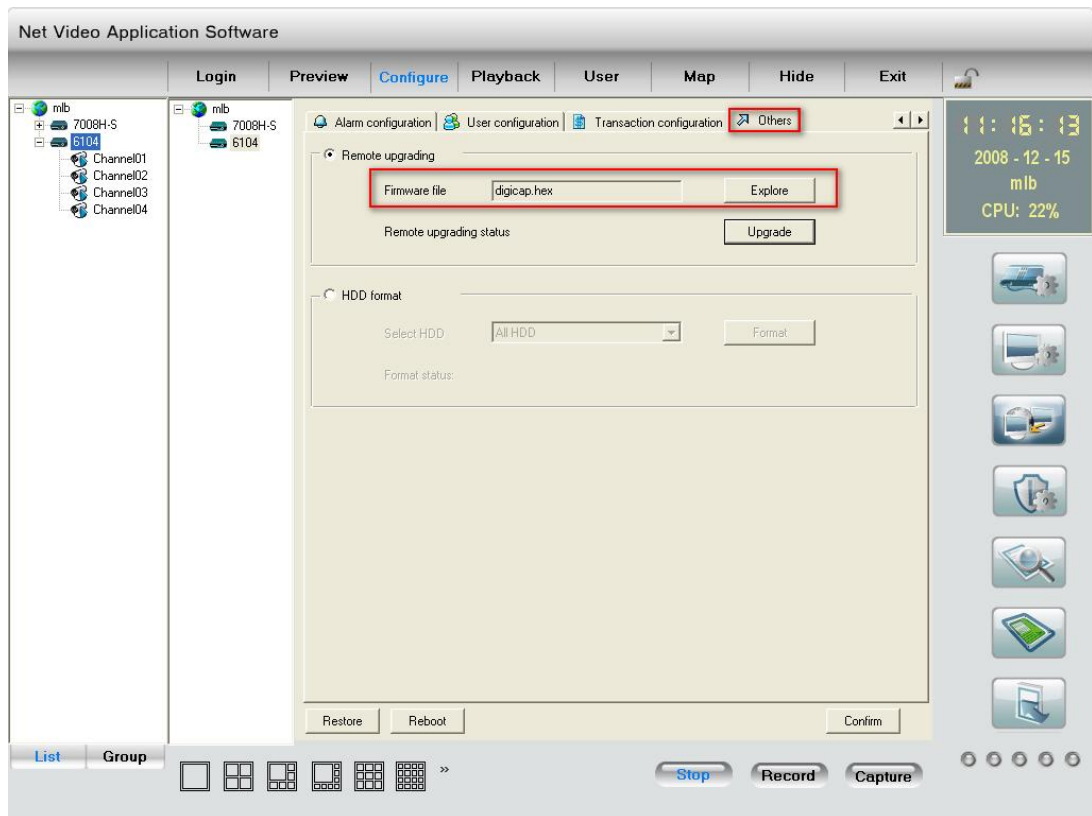 Net Video Application Software
Login Preview Configure Playback User Map Hide Exit
mlb
7008H-S
6104
Channel01
Channel02
Channel03
Channel04
mlb
7008H-S
6104
Alarm configuration User configuration Transaction configuration Others
Remote upgrading
Firmware file digicap.hex Explore
Remote upgrading status Upgrade
HDD format
Select HDD All HDD Format
Format status:
Restore Reboot Confirm
11:16:13
2008 - 12 - 15
mlb
CPU: 22%
List Group
»
Stop Record Capture